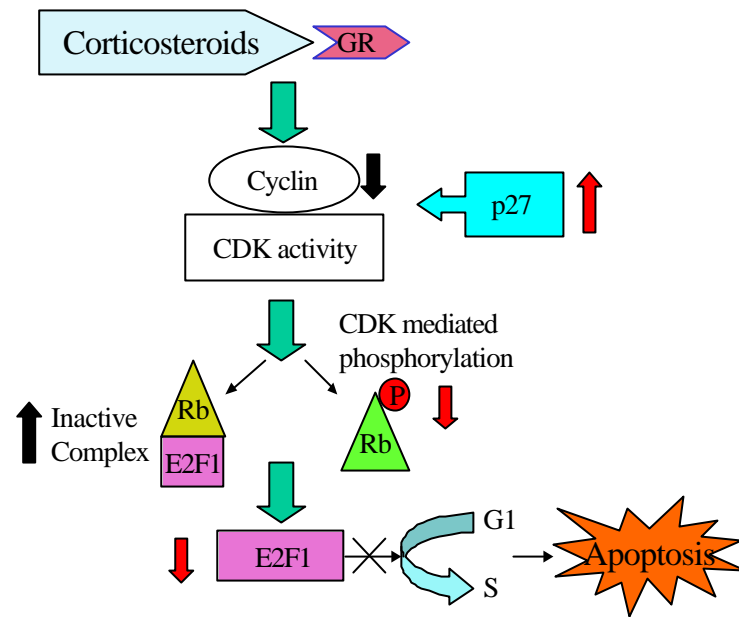 Corticosteroids
GR
Cyclin
p27
CDK activity
CDK mediated
phosphorylation
P
Rb
Inactive
Complex
E2F1
Rb
E2F1
G1
S
Apoptosis